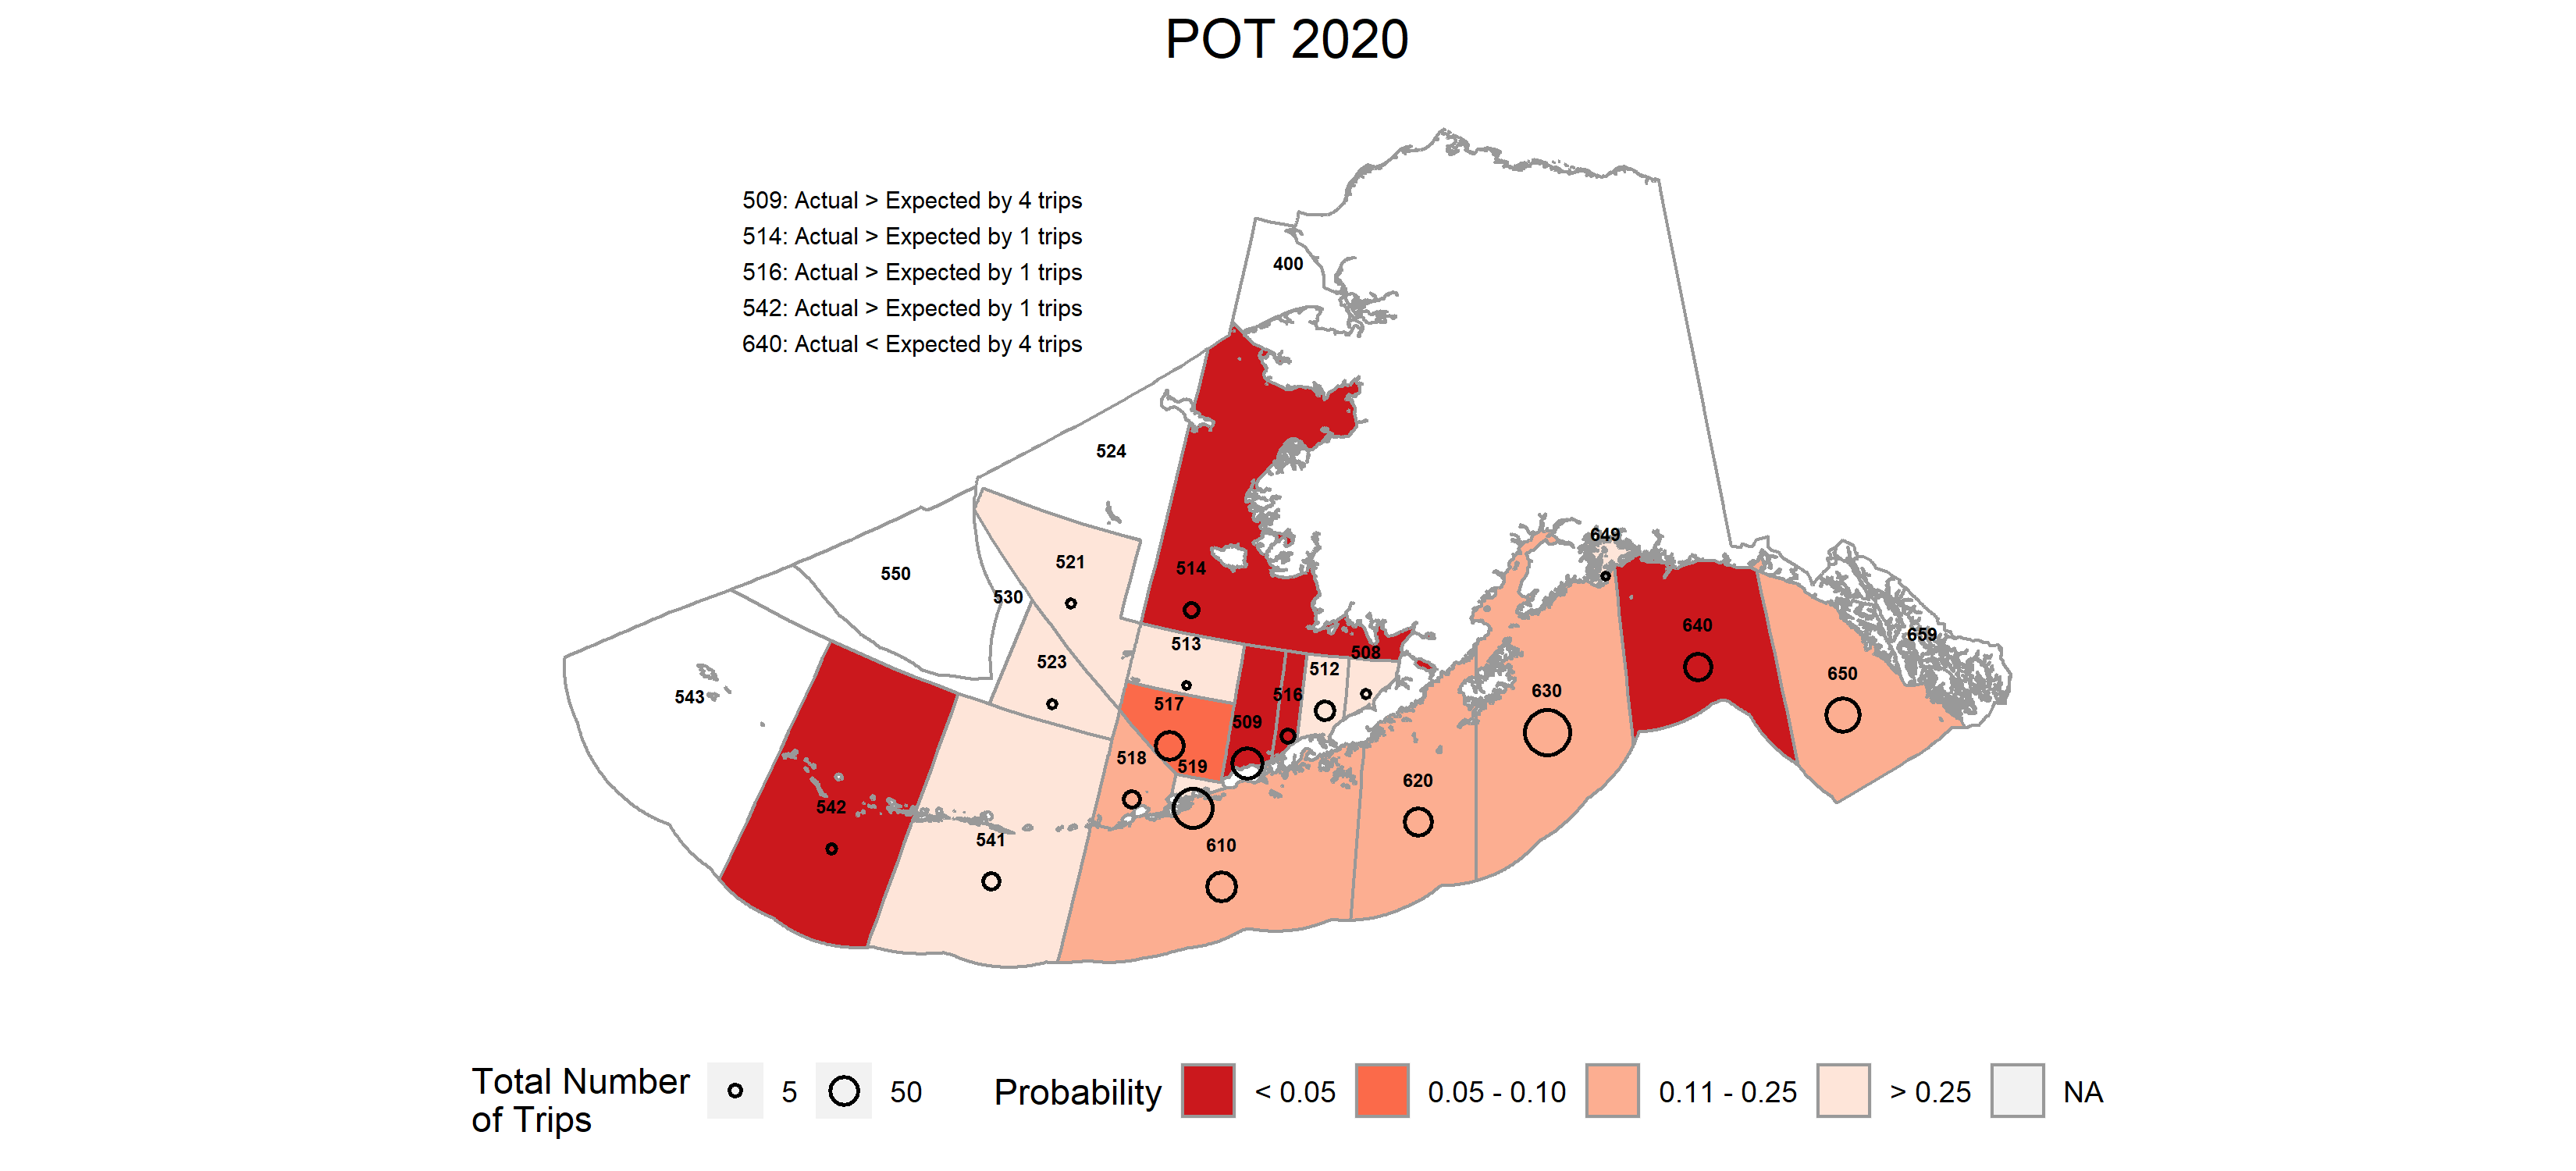 POT 2020
509: Actual > Expected by 4 trips
514: Actual > Expected by 1 trips
516: Actual > Expected by 1 trips
542: Actual > Expected by 1 trips
640: Actual < Expected by 4 trips
400
524
649
521
514
550
530
640
659
513
508
523
512
650
630
516
543
517
509
518
519
620
542
541
610
Total Number
of Trips
5
50
Probability
< 0.05
0.05 - 0.10
0.11 - 0.25
> 0.25
NA